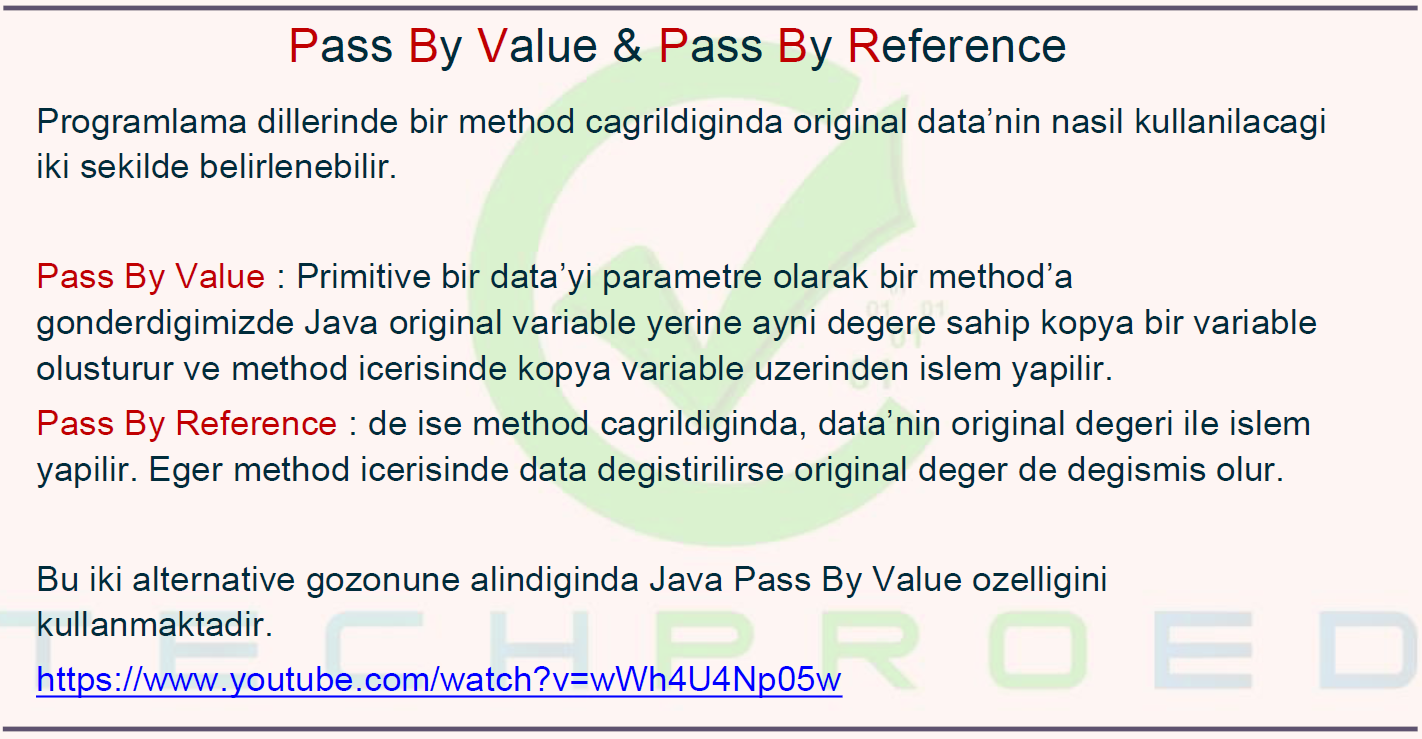 Pass By Value & Pass By Reference
Programlama dillerinde bir method cagrildiginda original data’nin nasil kullanilacagi
iki sekilde belirlenebilir.
Pass By Value : Primitive bir data’yi parametre olarak bir method’a
gonderdigimizde Java original variable yerine ayni degere sahip kopya bir variable
olusturur ve method icerisinde kopya variable uzerinden islem yapilir.
Pass By Reference : de ise method cagrildiginda, data’nin original degeri ile islem
yapilir. Eger method icerisinde data degistirilirse original deger de degismis olur.
Bu iki alternative gozonune alindiginda Java Pass By Value ozelligini
kullanmaktadir.
TECHPROED
https://www.youtube.com/watch?v=wWh4U4Np05w